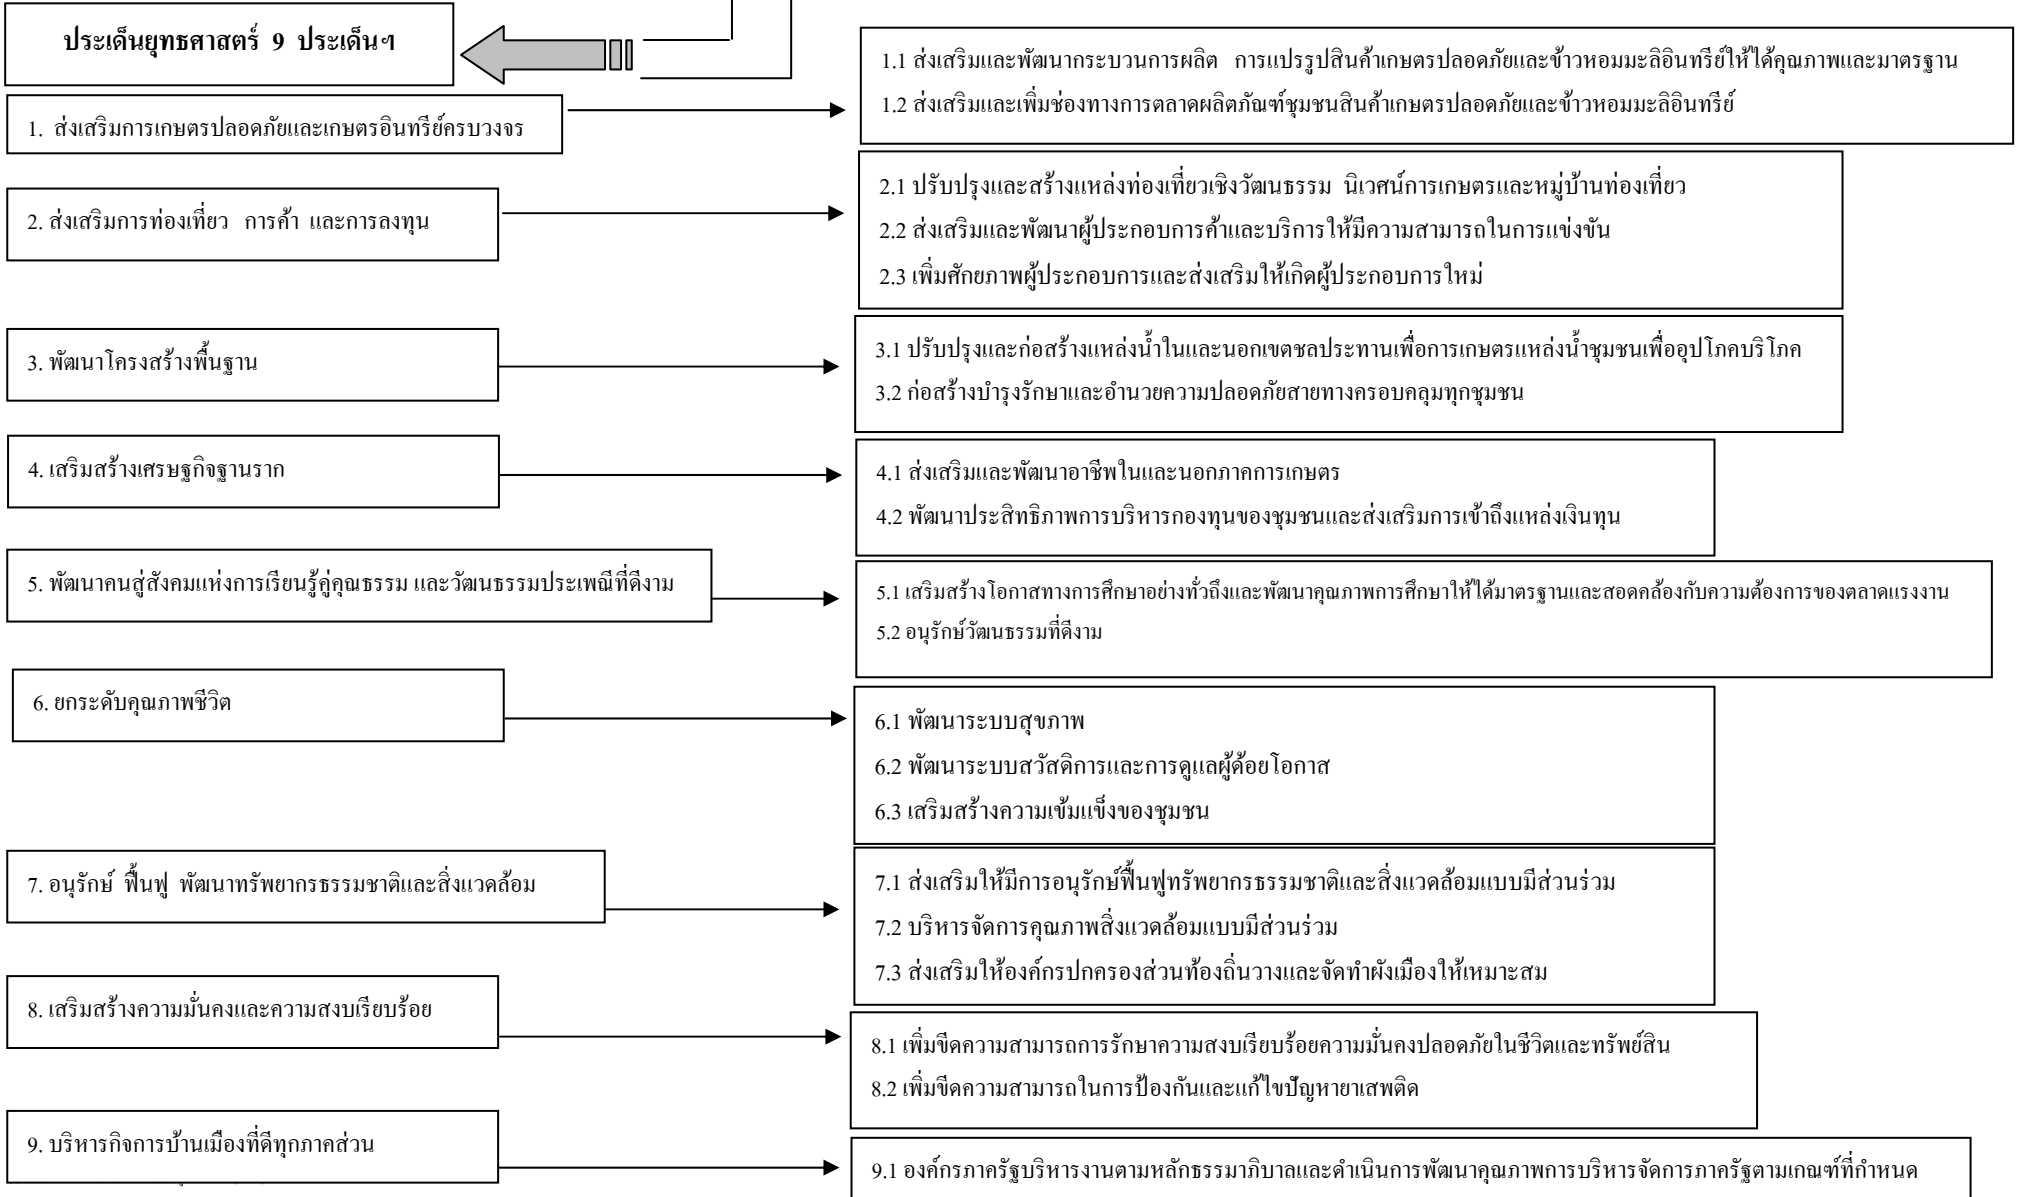 ประเด็นยุทธศาสตร์ 9 ประเด็นฯ
1. ส่งเสริมการเกษตรปลอดภัยและเกษตรอินทรีย์ครบวงจร
1.1 ส่งเสริมและพัฒนากระบวนการผลิต การแปรรูปสินค้าเกษตรปลอดภัยและข้าวหอมมะลิอินทรีย์ให้ได้คุณภาพและมาตรฐาน
1.2 ส่งเสริมและเพิ่มช่องทางการตลาดผลิตภัณฑ์ชุมชนสินค้าเกษตรปลอดภัยและข้าวหอมมะลิอินทรีย์
2. ส่งเสริมการท่องเที่ยว การค้า และการลงทุน
2.1 ปรับปรุงและสร้างแหล่งท่องเที่ยวเชิงวัฒนธรรม นิเวศน์การเกษตรและหมู่บ้านท่องเที่ยว
2.2 ส่งเสริมและพัฒนาผู้ประกอบการค้าและบริการให้มีความสามารถในการแข่งขัน
2.3 เพิ่มศักยภาพผู้ประกอบการและส่งเสริมให้เกิดผู้ประกอบการใหม่
3. พัฒนาโครงสร้างพื้นฐาน
3.1 ปรับปรุงและก่อสร้างแหล่งน้ำในและนอกเขตชลประทานเพื่อการเกษตรแหล่งน้ำชุมชนเพื่ออุปโภคบริโภค
3.2 ก่อสร้างบำรุงรักษาและอำนวยความปลอดภัยสายทางครอบคลุมทุกชุมชน
4. เสริมสร้างเศรษฐกิจฐานราก
4.1 ส่งเสริมและพัฒนาอาชีพในและนอกภาคการเกษตร
4.2 พัฒนาประสิทธิภาพการบริหารกองทุนของชุมชนและส่งเสริมการเข้าถึงแหล่งเงินทุน
5. พัฒนาคนสู่สังคมแห่งการเรียนรู้คู่คุณธรรม และวัฒนธรรมประเพณีที่ดีงาม
5.1 เสริมสร้างโอกาสทางการศึกษาอย่างทั่วถึงและพัฒนาคุณภาพการศึกษาให้ได้มาตรฐานและสอดคล้องกับความต้องการของตลาดแรงงาน
5.2 อนุรักษ์วัฒนธรรมที่ดีงาม
6. ยกระดับคุณภาพชีวิต
6.1 พัฒนาระบบสุขภาพ
6.2 พัฒนาระบบสวัสดิการและการดูแลผู้ด้อยโอกาส
6.3 เสริมสร้างความเข้มแข็งของชุมชน
7. อนุรักษ์ ฟื้นฟู พัฒนาทรัพยากรธรรมชาติและสิ่งแวดล้อม
7.1 ส่งเสริมให้มีการอนุรักษ์ฟื้นฟูทรัพยากรธรรมชาติและสิ่งแวดล้อมแบบมีส่วนร่วม
7.2 บริหารจัดการคุณภาพสิ่งแวดล้อมแบบมีส่วนร่วม
7.3 ส่งเสริมให้องค์กรปกครองส่วนท้องถิ่นวางและจัดทำผังเมืองให้เหมาะสม
8. เสริมสร้างความมั่นคงและความสงบเรียบร้อย
8.1 เพิ่มขีดความสามารถการรักษาความสงบเรียบร้อยความมั่นคงปลอดภัยในชีวิตและทรัพย์สิน
8.2 เพิ่มขีดความสามารถในการป้องกันและแก้ไขปัญหายาเสพติด
9. บริหารกิจการบ้านเมืองที่ดีทุกภาคส่วน
9.1 องค์กรภาครัฐบริหารงานตามหลักธรรมาภิบาลและดำเนินการพัฒนาคุณภาพการบริหารจัดการภาครัฐตามเกณฑ์ที่กำหนด